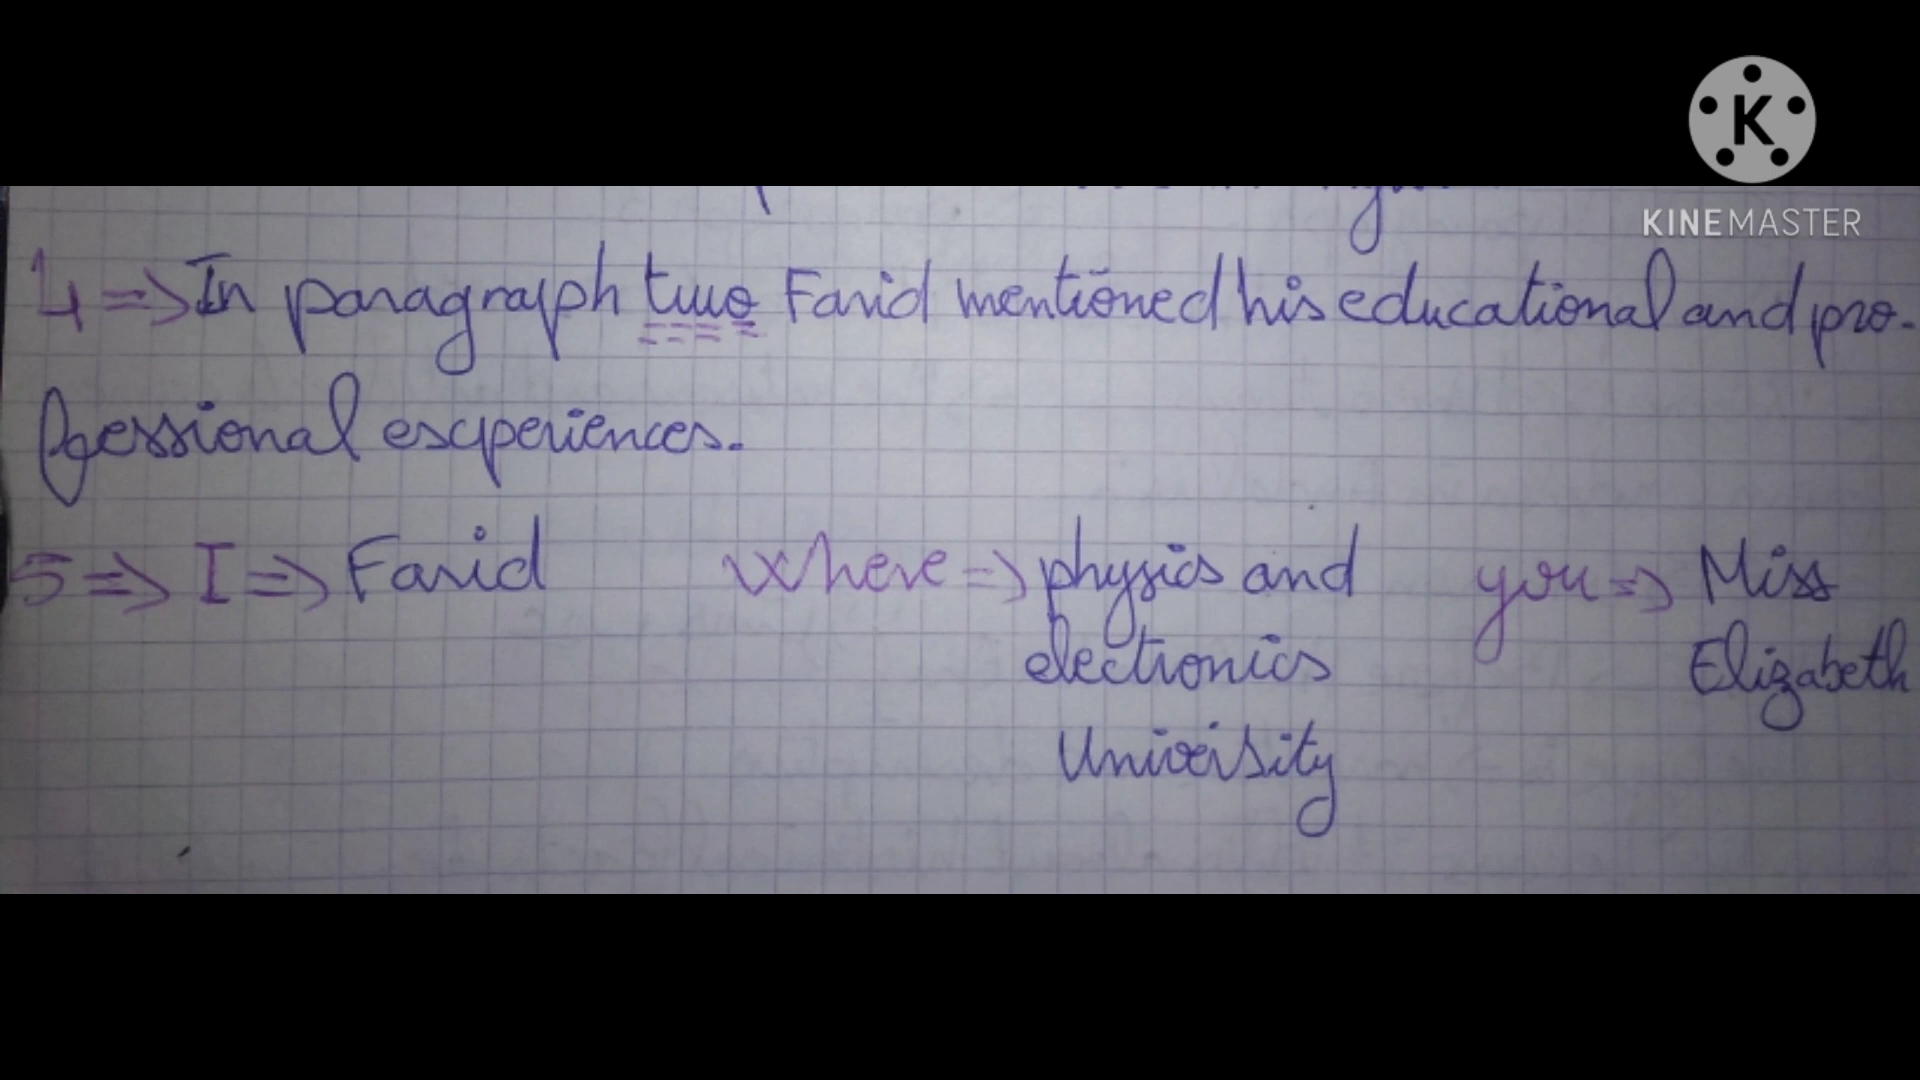 K
KINEMASTER
4 => In paragraph two Farid mentioned his educational and pro-
fessional experiences.
5 => I => Farid where => physics and you => Miss
electronics Elizabeth
University